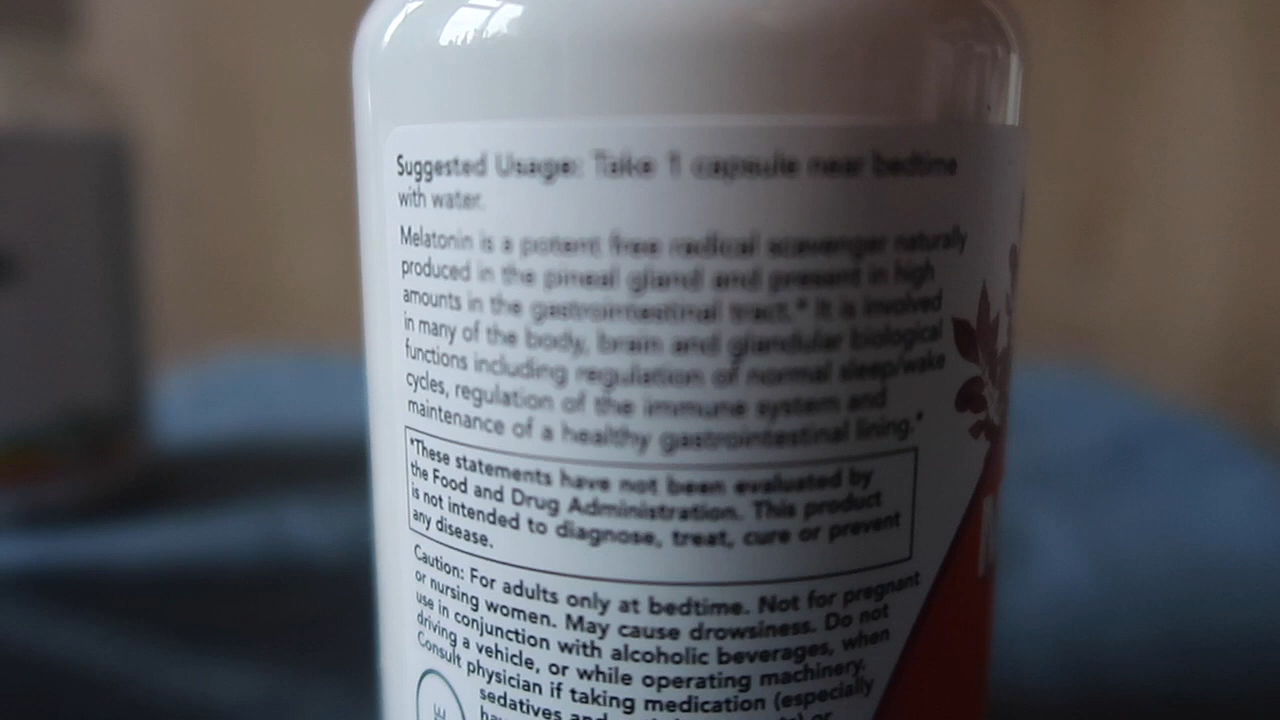 Suggested Usage: Take 1 capsule near bedtime
with water.
Melatonin is a potent free radical scavenger naturally
produced in the pineal gland and present in high
amounts in the gastrointestinal tract.* It is involved
in many of the body, brain and glandular biological
functions including regulation of normal sleep/wake
cycles, regulation of the immune system and
maintenance of a healthy gastrointestinal lining.*
*These statements have not been evaluated by
the Food and Drug Administration. This product
is not intended to diagnose, treat, cure or prevent
any disease.
Caution: For adults only at bedtime. Not for pregnant
or nursing women. May cause drowsiness. Do not
use in conjunction with alcoholic beverages, when
driving a vehicle, or while operating machinery.
Consult physician if taking medication (especially
sedatives